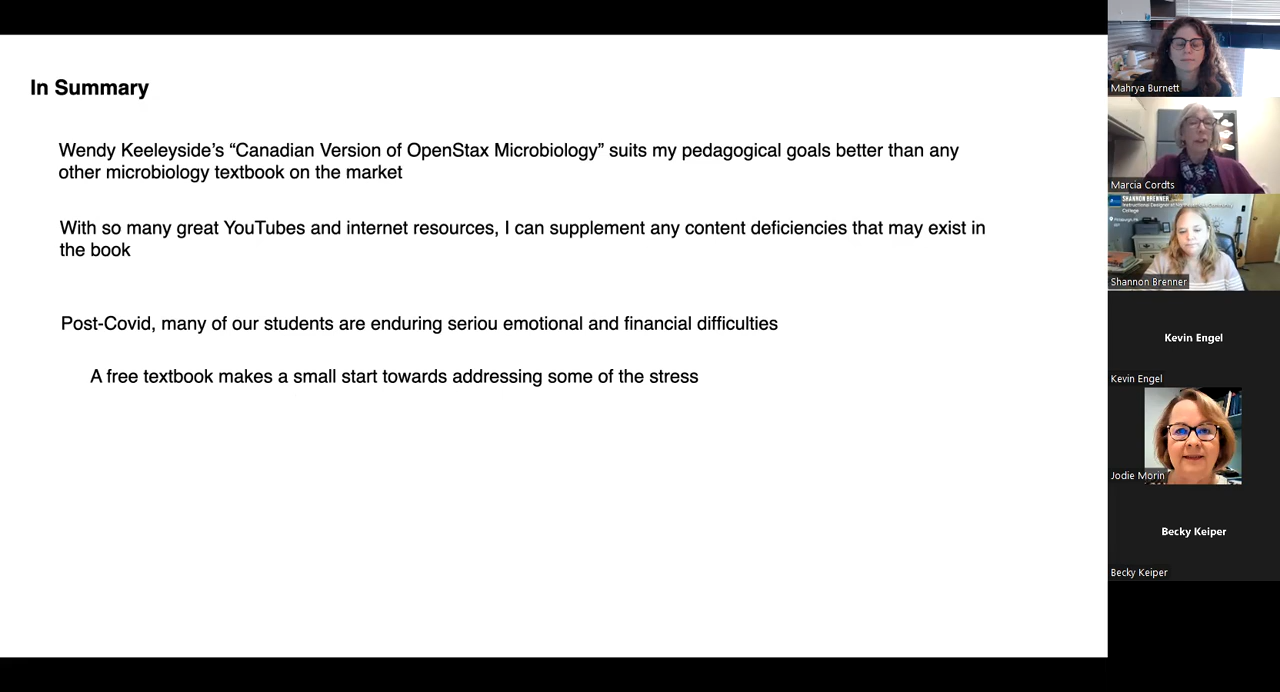 In Summary
Wendy Keeleyside’s “Canadian Version of OpenStax Microbiology” suits my pedagogical goals better than any
other microbiology textbook on the market
With so many great YouTubes and internet resources, I can supplement any content deficiencies that may exist in
the book
Post-Covid, many of our students are enduring seriou emotional and financial difficulties
A free textbook makes a small start towards addressing some of the stress
Mahrya Burnett
Marcia Cordts
SHANNON BRENNER
Instructional Designer at
College
Shannon Brenner
Kevin Engel
Kevin Engel
Jodie Morin
Becky Keiper
Becky Keiper